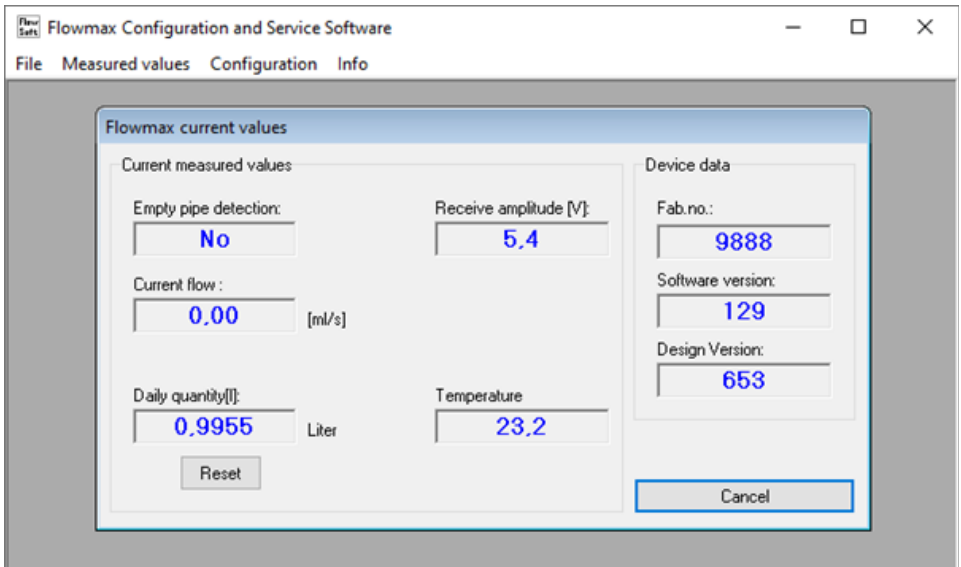 Flow Soft Flowmax Configuration and Service Software
File Measured values Configuration Info
Flowmax current values
Current measured values
Empty pipe detection:
No
Receive amplitude [V]:
5,4
Current flow :
0,00 [ml/s]
Daily quantity[l]:
0,9955 Liter
Reset
Temperature
23,2
Device data
Fab.no.:
9888
Software version:
129
Design Version:
653
Cancel